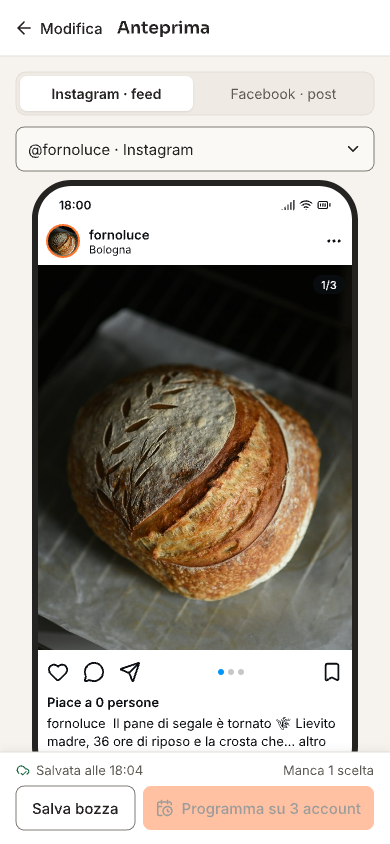 Modifica Anteprima
Instagram · feed Facebook · post
@fornoluce · Instagram
18:00
fornoluce
Bologna
1/3
Piace a 0 persone
fornoluce Il pane di segale è tornato 🌾 Lievito
madre, 36 ore di riposo e la crosta che... altro
Salvata alle 18:04 Manca 1 scelta
Salva bozza Programma su 3 account